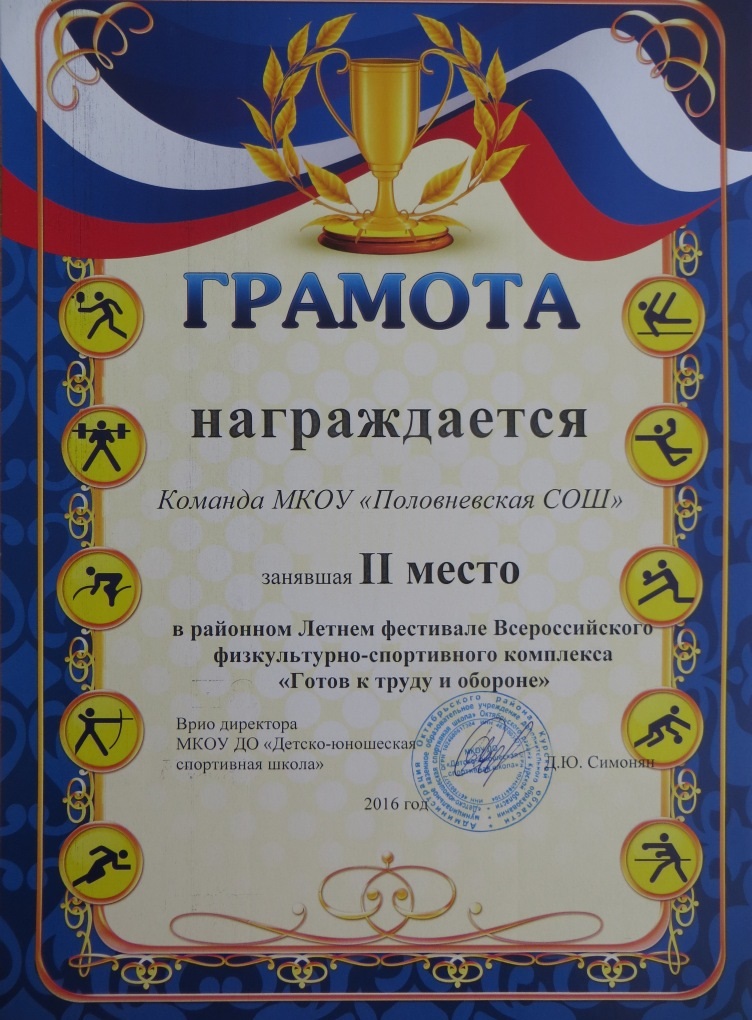 ГРАМОТА
награждается
Команда МКОУ «Половневская СОШ»
занявшая II место
в районном Летнем фестивале Всероссийского
физкультурно-спортивного комплекса
«Готов к труду и обороне»
Врио директора
МКОУ ДО «Детско-юношеская
спортивная школа»
Д.Ю. Симонян
2016 год